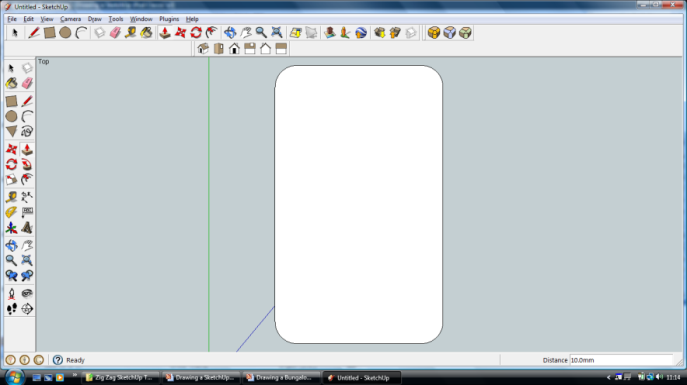 Untitled - SketchUp
File Edit View Camera Draw Tools Window Plugins Help
Top
Ready
Distance 10.0mm
Zig Zag SketchUp T...
Drawing a SketchUp...
Drawing a Bungalo...
Untitled - SketchUp
11:14